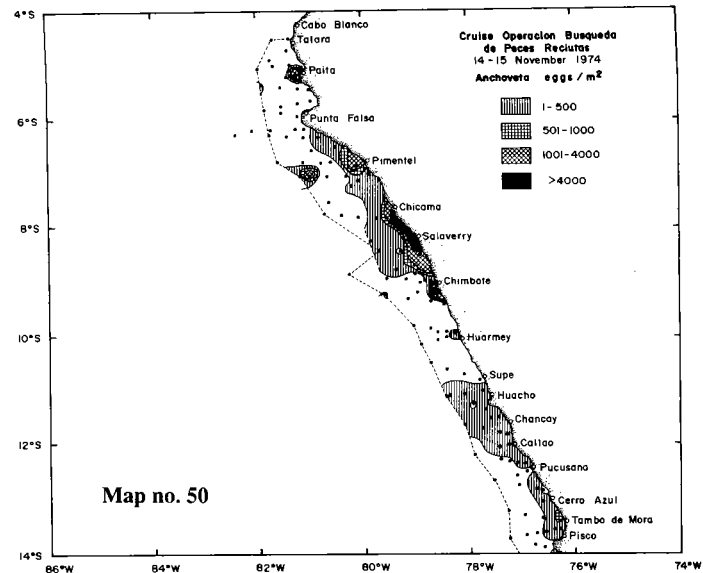 4°S
6°S
8°S
10°S
12°S
14°S
Cabo Blanco
Talara
Paita
Punta Falsa
Pimentel
Chicama
Salaverry
Chimbote
Huarmey
Supe
Huacho
Chancay
Callao
Pucusana
Cerro Azul
Tambo de Mora
Pisco
Cruise Operacion Busqueda
de Peces Reclutas
14-15 November 1974
Anchoveta eggs/m²
1-500
501-1000
1001-4000
>4000
Map no. 50
86°W
84°W
82°W
80°W
78°W
76°W
74°W